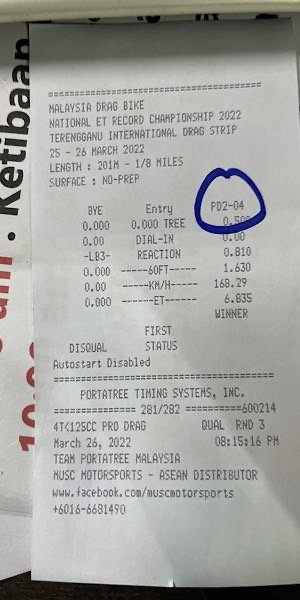 Ketibaan
==========================================
MALAYSIA DRAG BIKE
NATIONAL ET RECORD CHAMPIONSHIP 2022
TERENGGANU INTERNATIONAL DRAG STRIP
25 - 26 MARCH 2022
LENGTH : 201M - 1/8 MILES
SURFACE : NO-PREP
BYE Entry PD2-04
0.000 0.000 TREE 0.500
0.00 DIAL-IN 0.00
-LB3- REACTION 0.810
0.000 -----60FT----- 1.630
0.00 -----KM/H----- 168.29
0.000 ------ET------ 6.835
WINNER
FIRST
DISQUAL STATUS
Autostart Disabled
==========================================
PORTATREE TIMING SYSTEMS, INC.
=============== 281/282 ==========600214
4T<125CC PRO DRAG QUAL RND 3
March 26, 2022 08:15:16 PM
TEAM PORTATREE MALAYSIA
MUSC MOTORSPORTS - ASEAN DISTRIBUTOR
www.facebook.com/muscmotorsports
+6016-6681490